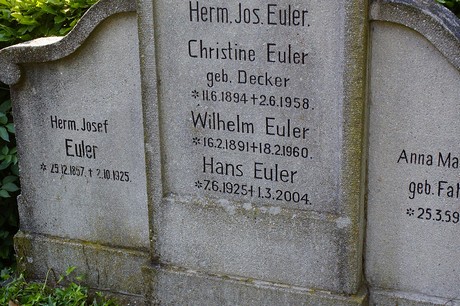 Herm. Josef
Euler
* 25.12.1857. † 2.10.1925.
Herm. Jos. Euler.
Christine Euler
geb. Decker
* 11.6.1894 + 2.6.1958.
Wilhelm Euler
* 16.2.1891 + 18.2.1960.
Hans Euler
* 7.6.1925 ‡ 1.3.2004.
Anna Ma
geb. Fa
* 25.3.59